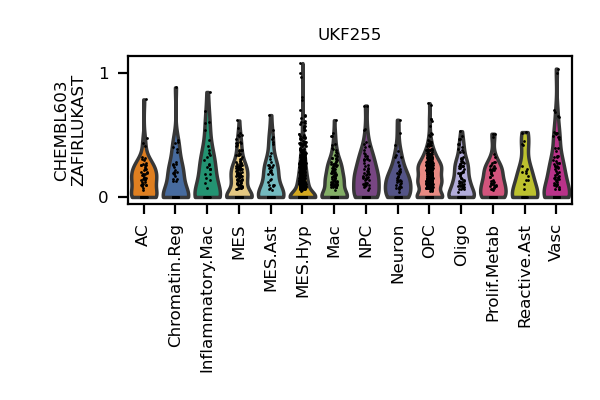 UKF255
CHEMBL603
ZAFIRLUKAST
1
0
AC
Chromatin.Reg
Inflammatory.Mac
MES
MES.Ast
MES.Hyp
Mac
NPC
Neuron
OPC
Oligo
Prolif.Metab
Reactive.Ast
Vasc